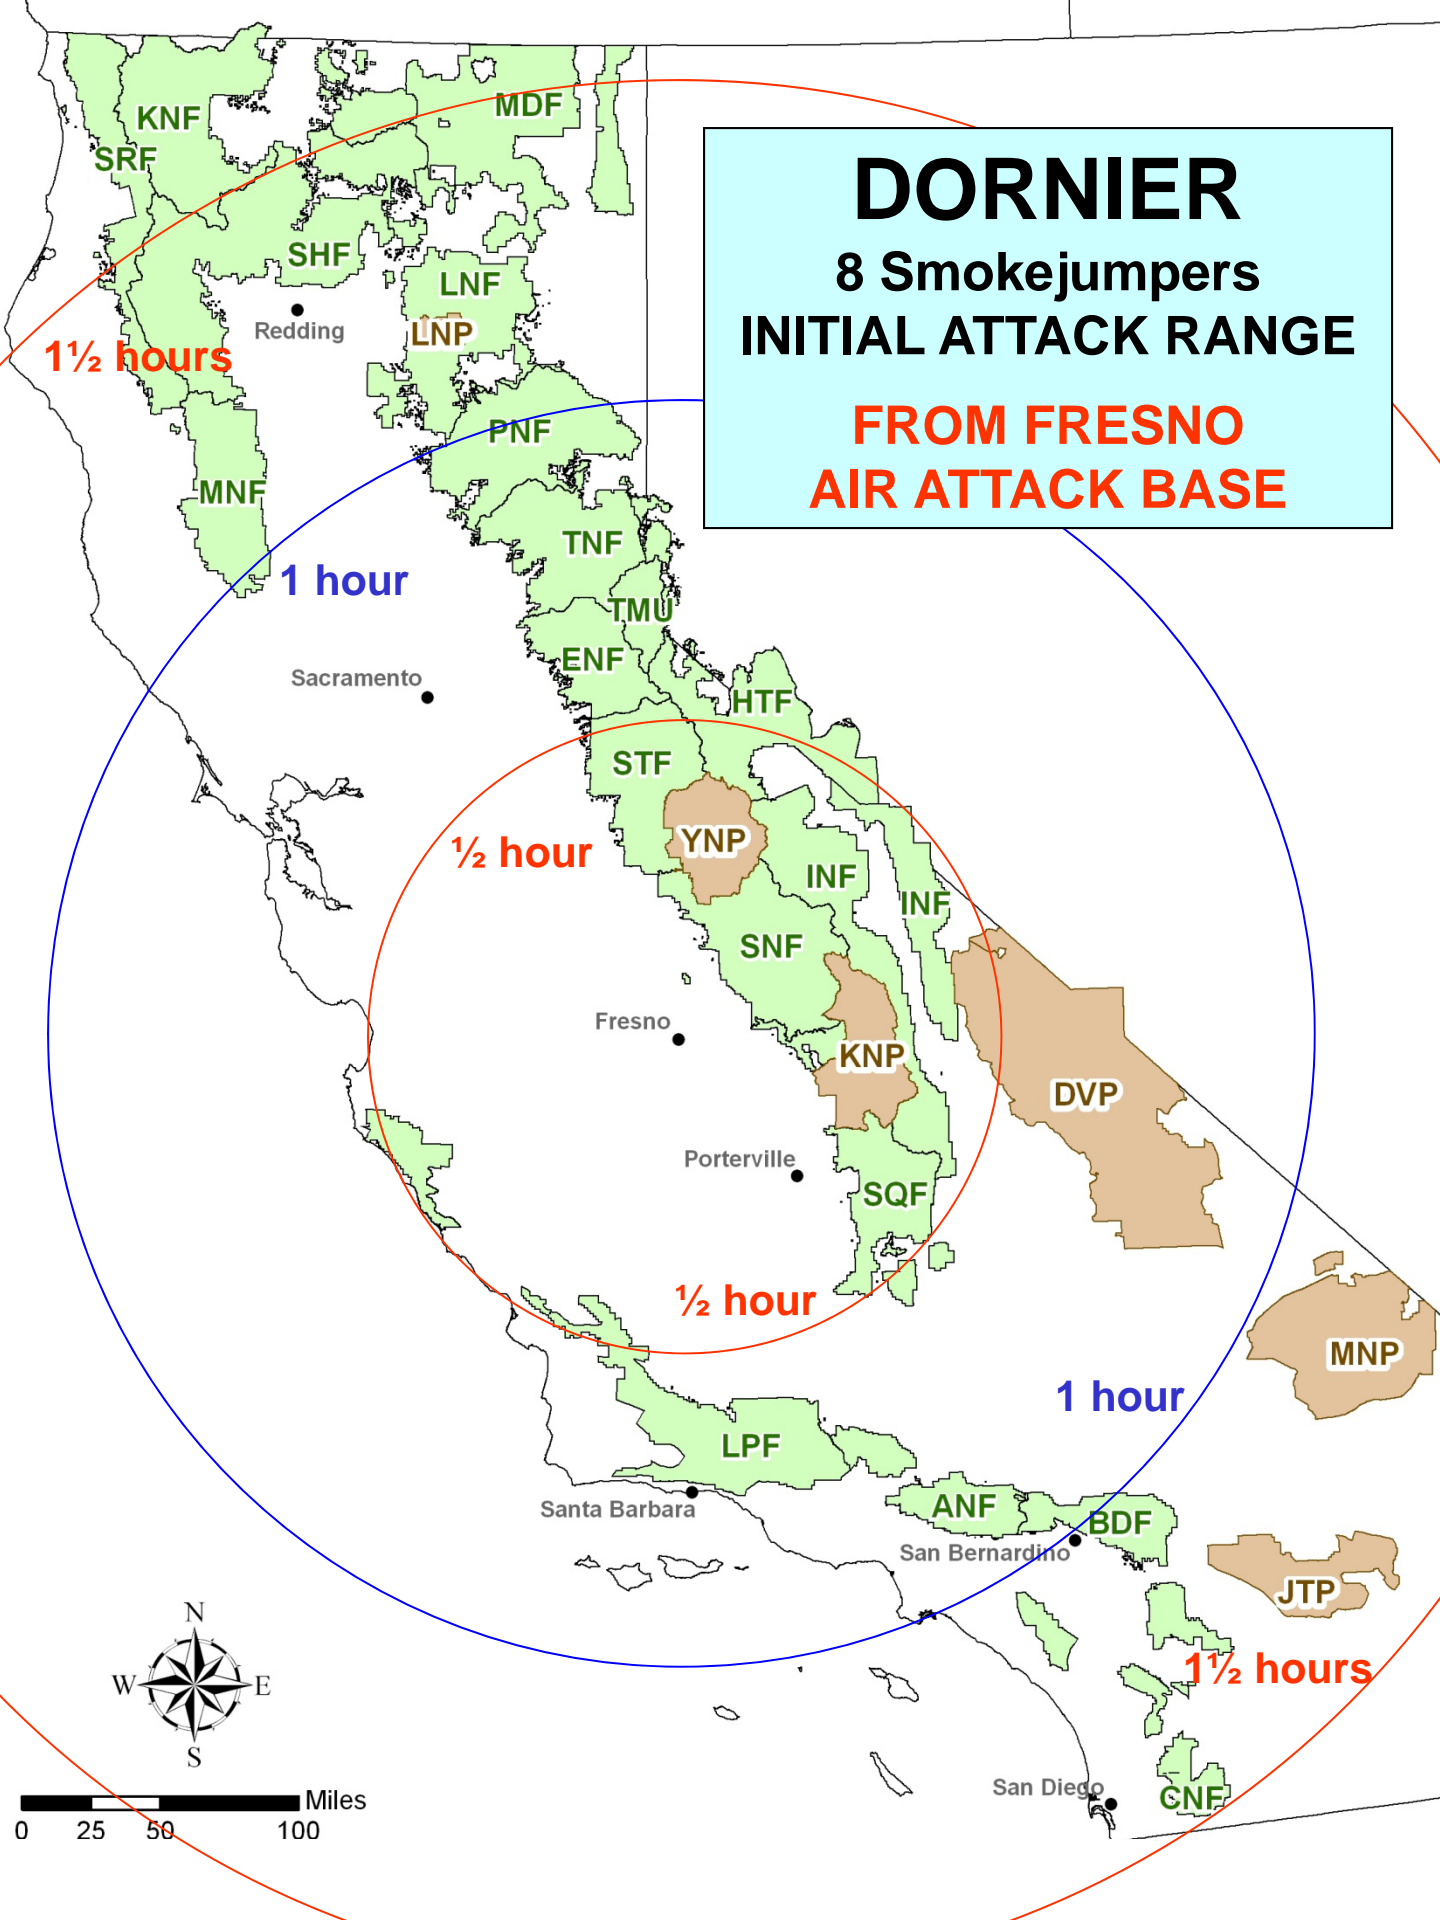 DORNIER
8 Smokejumpers
INITIAL ATTACK RANGE
FROM FRESNO
AIR ATTACK BASE
KNF
MDF
SRF
SHF
LNF
Redding
LNP
1½ hours
PNF
MNF
TNF
1 hour
TMU
ENF
Sacramento
HTF
STF
YNP
½ hour
INF
INF
SNF
Fresno
KNP
DVP
Porterville
SQF
½ hour
MNP
1 hour
LPF
Santa Barbara
ANF
BDF
San Bernardino
JTP
1½ hours
N
W
E
S
San Diego
CNF
Miles
0 25 50 100